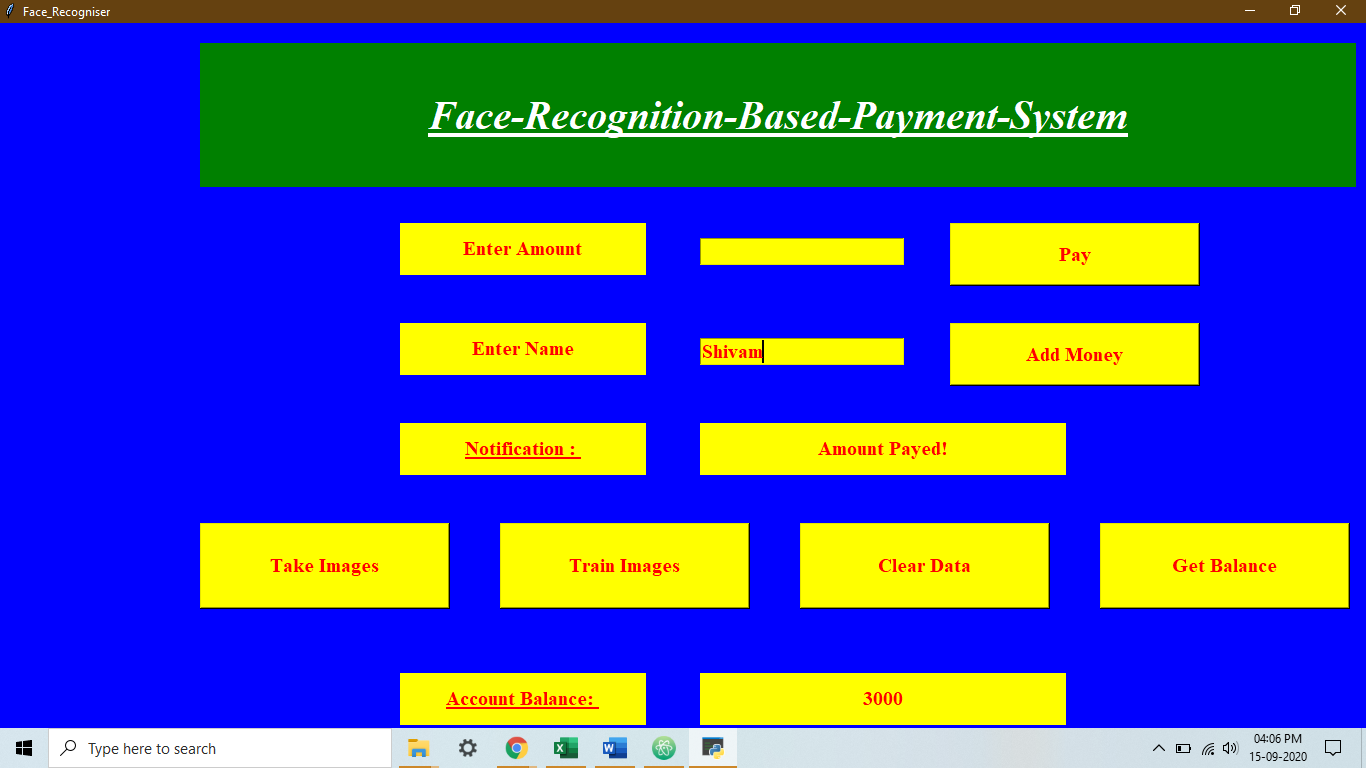 Face_Recogniser
Face-Recognition-Based-Payment-System
Enter Amount
Pay
Enter Name
Shivam
Add Money
Notification :
Amount Payed!
Take Images
Train Images
Clear Data
Get Balance
Account Balance:
3000
Type here to search
04:06 PM
15-09-2020